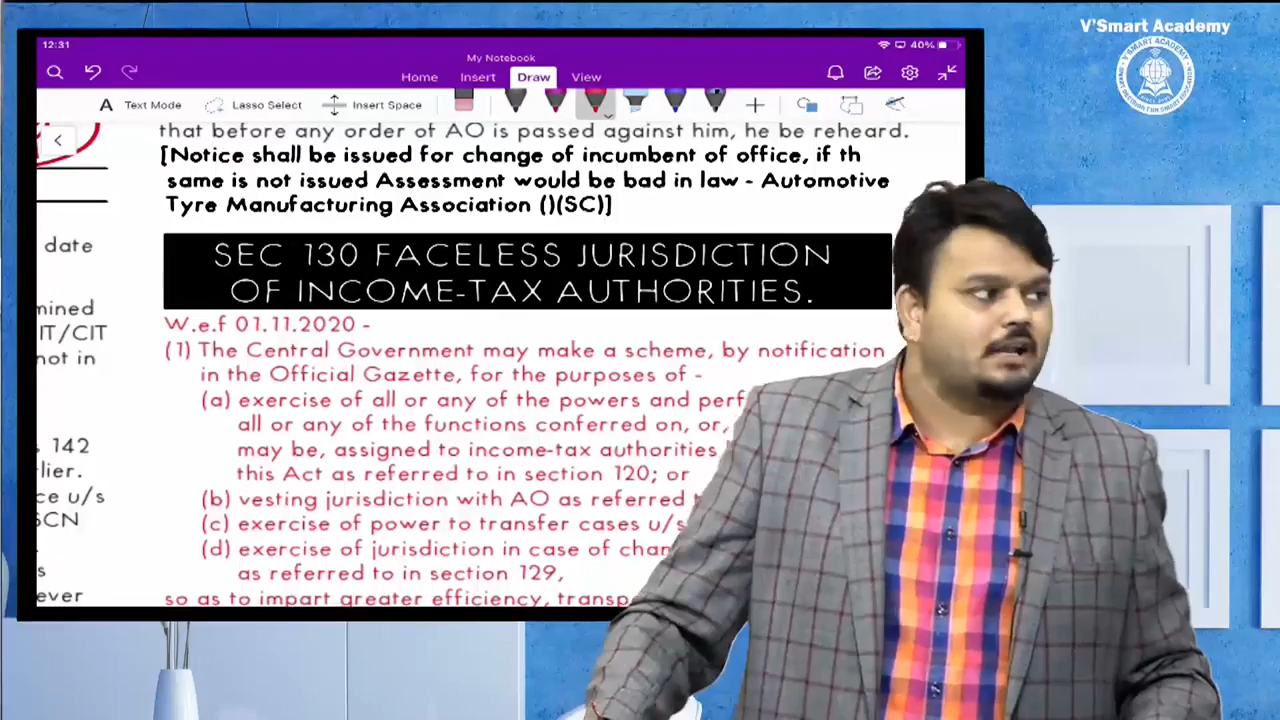 V'Smart Academy
12:31
40%
My Notebook
Home Insert Draw View
A Text Mode Lasso Select Insert Space
that before any order of AO is passed against him, he be reheard.
[Notice shall be issued for change of incumbent of office, if th
same is not issued Assessment would be bad in law - Automotive
Tyre Manufacturing Association ()(SC)]
date
SEC 130 FACELESS JURISDICTION
OF INCOME-TAX AUTHORITIES.
mined
W.e.f 01.11.2020 -
IT/CIT
(1) The Central Government may make a scheme, by notification
not in
in the Official Gazette, for the purposes of -
(a) exercise of all or any of the powers and perf
all or any of the functions conferred on, or,
142
may be, assigned to income-tax authorities
lier.
this Act as referred to in section 120; or
ce u/s
(b) vesting jurisdiction with AO as referred
SCN
(c) exercise of power to transfer cases u/s
(d) exercise of jurisdiction in case of chan
s
as referred to in section 129,
ever
so as to impart greater efficiency, transp